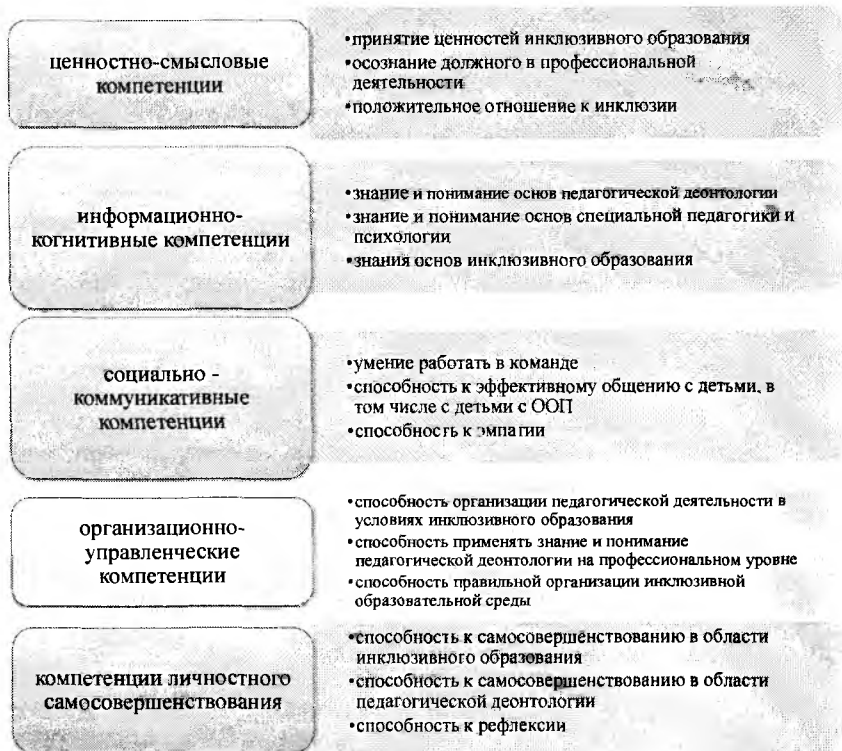 ценностно-смысловые
компетенции
•принятие ценностей инклюзивного образования
•осознание должного в профессиональной
деятельности
•положительное отношение к инклюзии
информационно-
когнитивные компетенции
•знание и понимание основ педагогической деонтологии
•знание и понимание основ специальной педагогики и
психологии
•знания основ инклюзивного образования
социально -
коммуникативные
компетенции
•умение работать в команде
•способность к эффективному общению с детьми, в
том числе с детьми с ООП
•способность к эмпатии
организационно-
управленческие
компетенции
•способность организации педагогической деятельности в
условиях инклюзивного образования
•способность применять знание и понимание
педагогической деонтологии на профессиональном уровне
•способность правильной организации инклюзивной
образовательной среды
компетенции личностного
самосовершенствования
•способность к самосовершенствованию в области
инклюзивного образования
•способность к самосовершенствованию в области
педагогической деонтологии
•способность к рефлексии